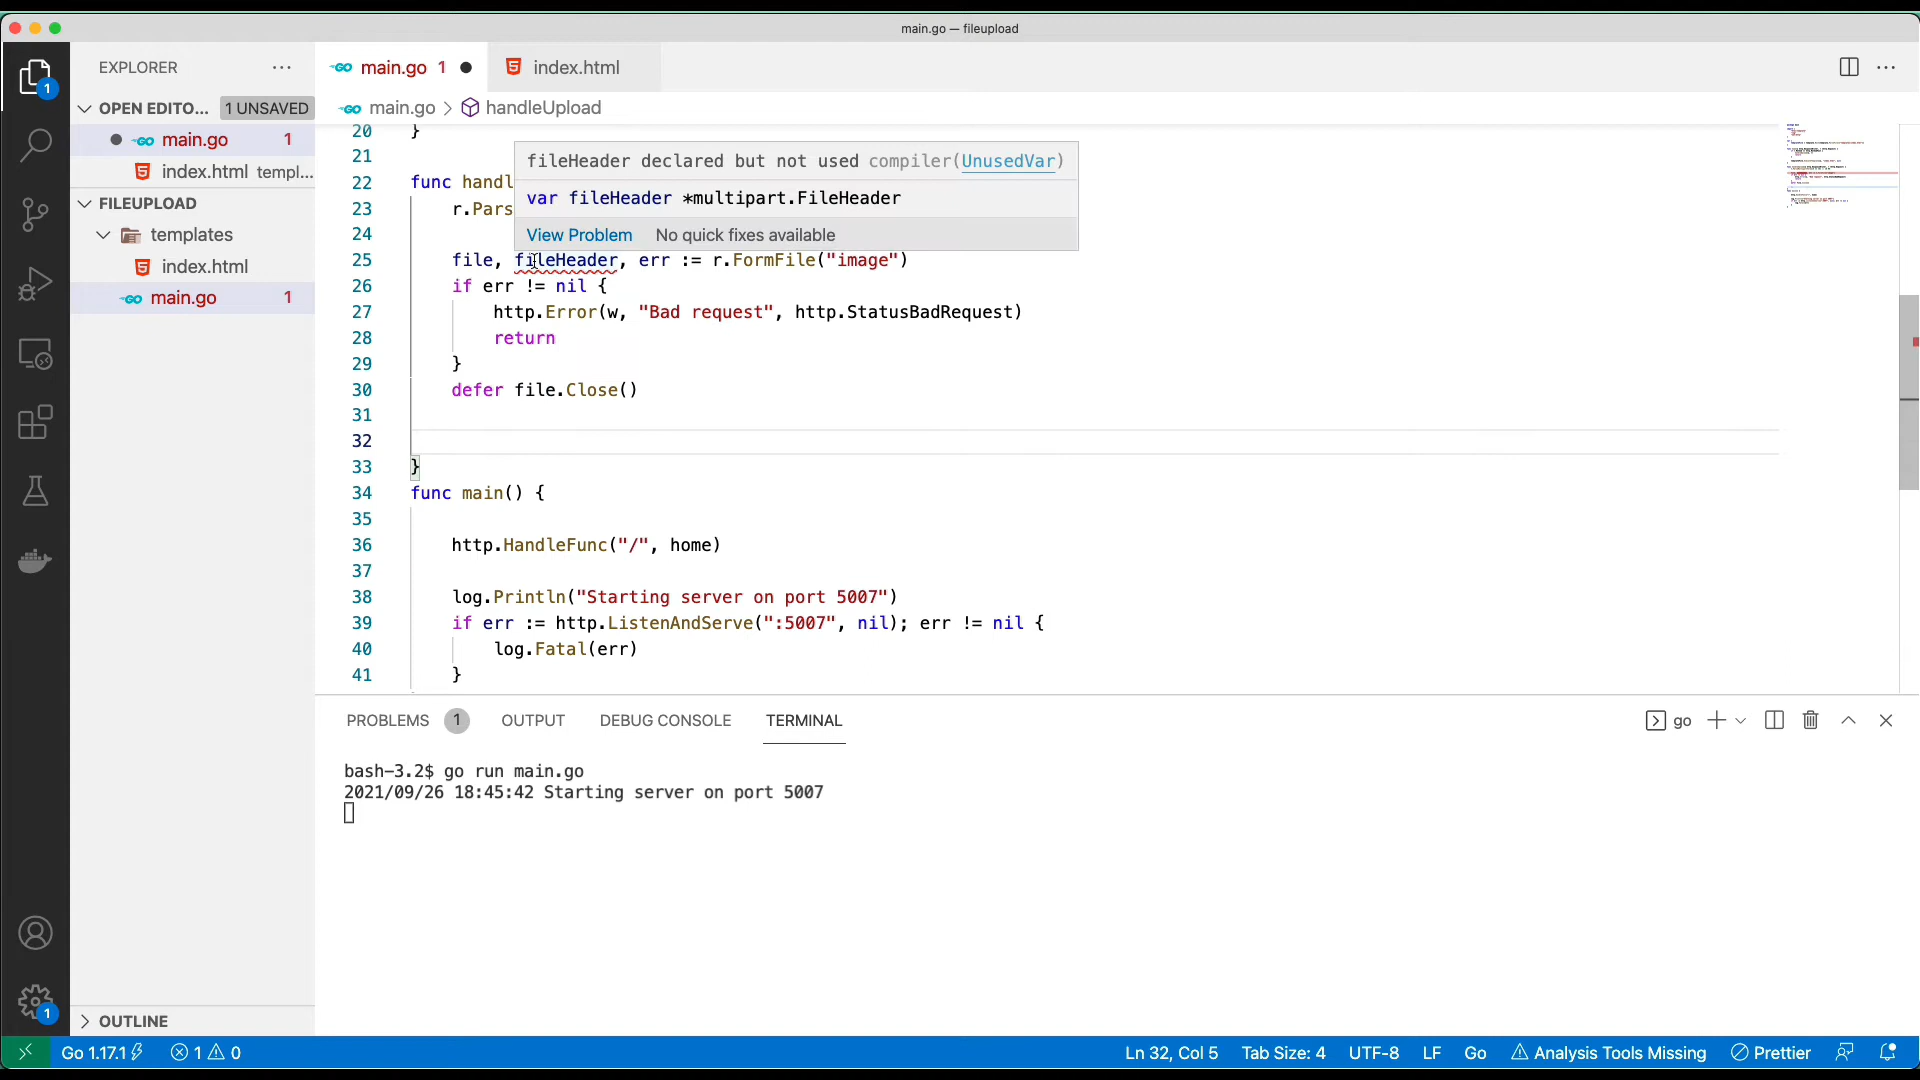 main.go — fileupload
EXPLORER
main.go 1
index.html
OPEN EDITO... 1 UNSAVED
main.go > handleUpload
main.go 1
index.html templ...
FILEUPLOAD
templates
index.html
main.go 1
20 }
21
22 func handl
23 r.Pars
fileHeader declared but not used compiler(UnusedVar)
var fileHeader *multipart.FileHeader
View Problem No quick fixes available
24
25 file, fileHeader, err := r.FormFile("image")
26 if err != nil {
27 http.Error(w, "Bad request", http.StatusBadRequest)
28 return
29 }
30 defer file.Close()
31
32
33 }
34 func main() {
35
36 http.HandleFunc("/", home)
37
38 log.Println("Starting server on port 5007")
39 if err := http.ListenAndServe(":5007", nil); err != nil {
40 log.Fatal(err)
41 }
PROBLEMS 1 OUTPUT DEBUG CONSOLE TERMINAL
go
bash-3.2$ go run main.go
2021/09/26 18:45:42 Starting server on port 5007
1
1
OUTLINE
Go 1.17.1 1 0 Ln 32, Col 5 Tab Size: 4 UTF-8 LF Go Analysis Tools Missing Prettier